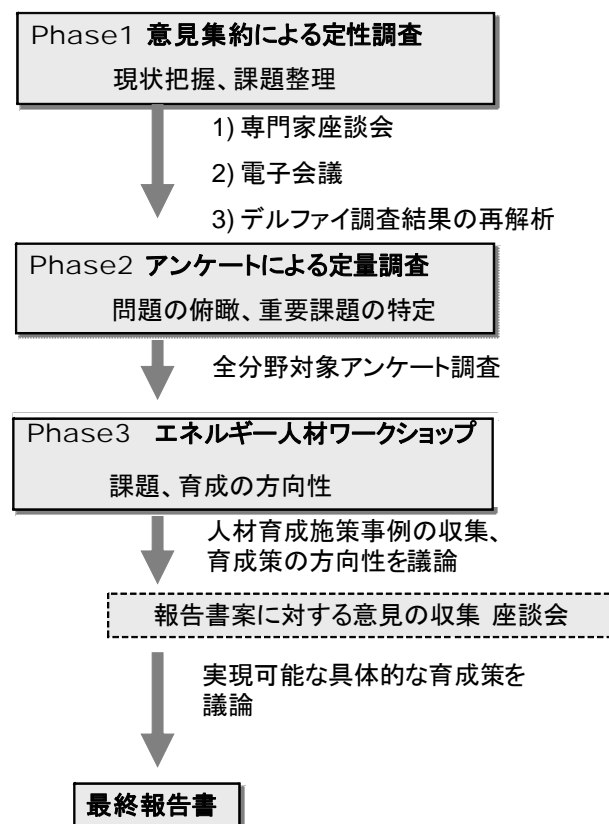 Phase1 意見集約による定性調査
現状把握、課題整理
1) 専門家座談会
2) 電子会議
3) デルファイ調査結果の再解析
Phase2 アンケートによる定量調査
問題の俯瞰、重要課題の特定
全分野対象アンケート調査
Phase3 エネルギー人材ワークショップ
課題、育成の方向性
人材育成施策事例の収集、
育成策の方向性を議論
報告書案に対する意見の収集 座談会
実現可能な具体的な育成策を
議論
最終報告書